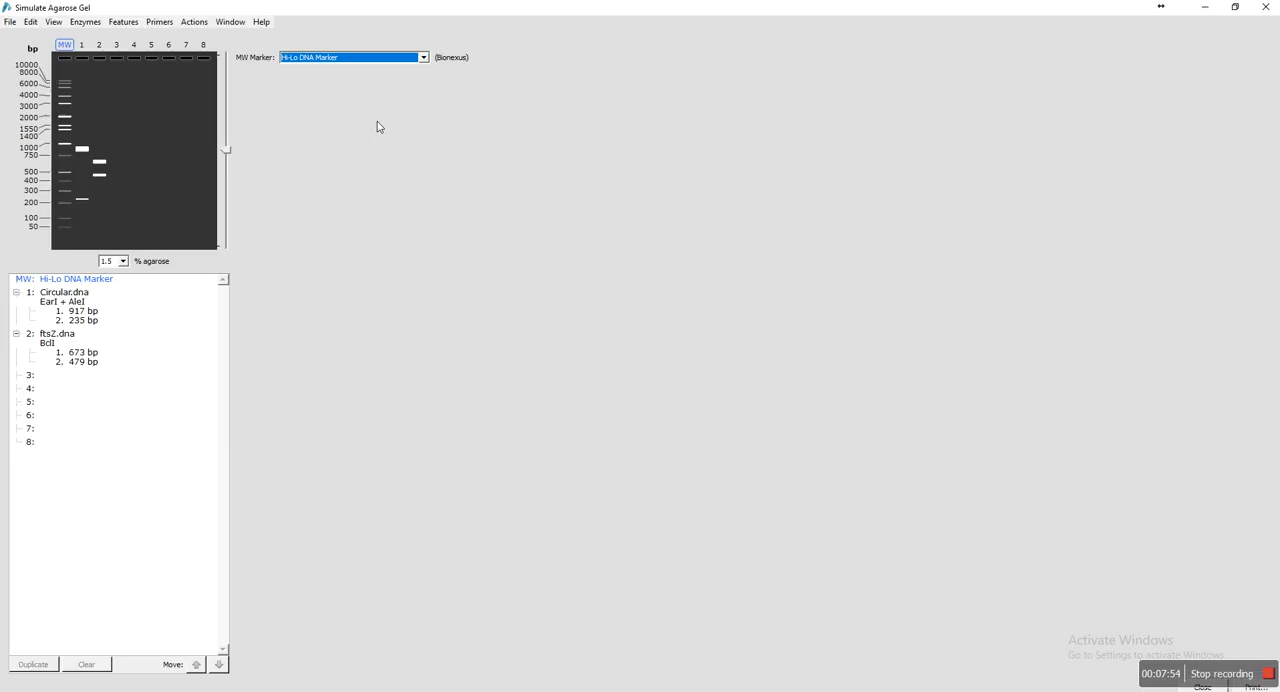 Simulate Agarose Gel
File Edit View Enzymes Features Primers Actions Window Help
bp MW 1 2 3 4 5 6 7 8
MW Marker: Hi-Lo DNA Marker (Bionexus)
10000
8000
6000
4000
3000
2000
1550
1400
1000
750
500
400
300
200
100
50
1.5 % agarose
MW: Hi-Lo DNA Marker
1: Circular.dna
EarI + AleI
1. 917 bp
2. 235 bp
2: ftsZ.dna
BclI
1. 673 bp
2. 479 bp
3:
4:
5:
6:
7:
8:
Activate Windows
Go to Settings to activate Windows
Duplicate Clear Move:
00:07:54 Stop recording
Close Print...